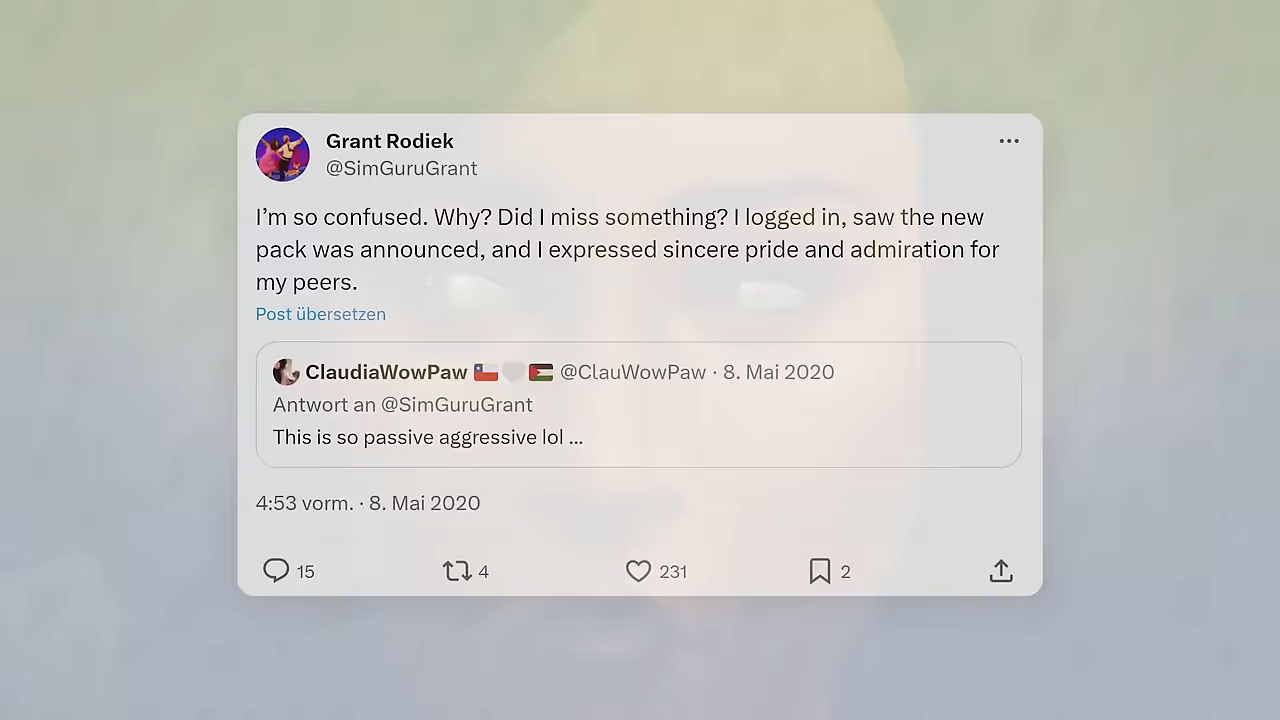 Grant Rodiek
@SimGuruGrant
I’m so confused. Why? Did I miss something? I logged in, saw the new
pack was announced, and I expressed sincere pride and admiration for
my peers.
Post übersetzen
ClaudiaWowPaw 🇨🇱🤍🇵🇸 @ClauWowPaw · 8. Mai 2020
Antwort an @SimGuruGrant
This is so passive aggressive lol ...
4:53 vorm. · 8. Mai 2020
15 4 231 2